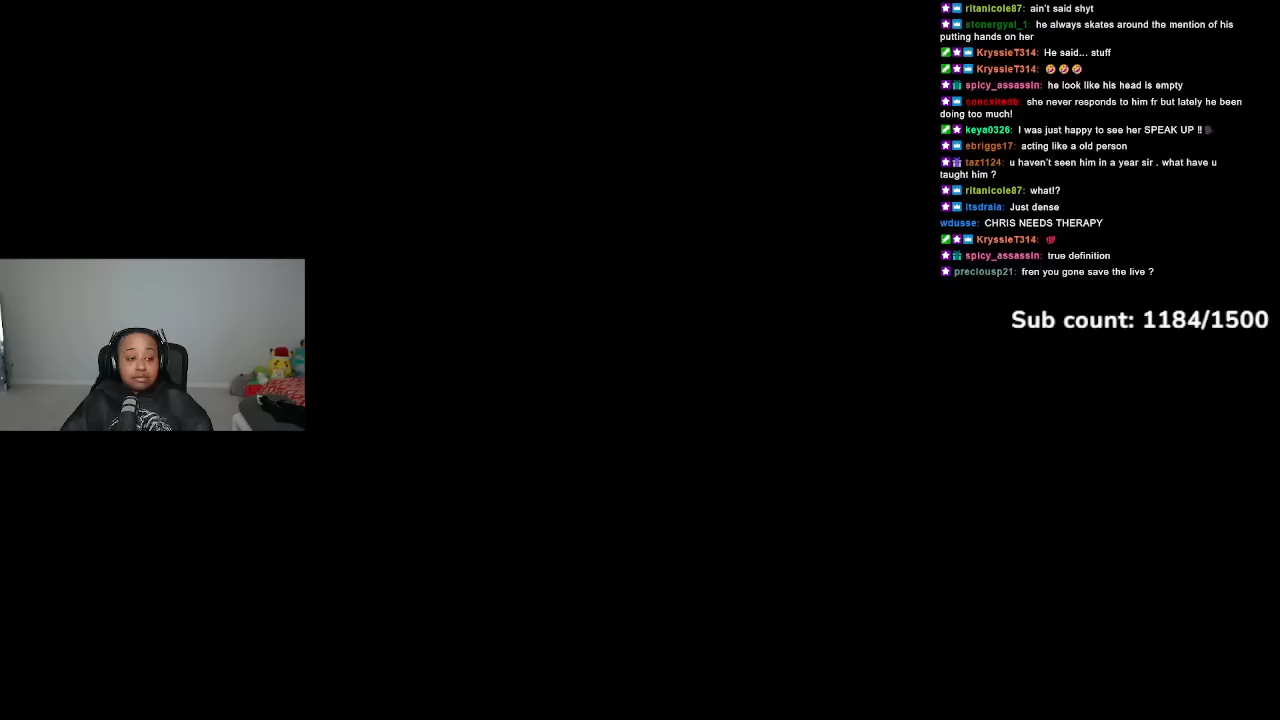 ritanicole87: ain't said shyt
stonergyal_1: he always skates around the mention of his
putting hands on her
KryssieT314: He said... stuff
KryssieT314: 🤣🤣🤣
spicy_assassin: he look like his head is empty
she never responds to him fr but lately he been
doing too much!
keya0326: I was just happy to see her SPEAK UP !!
ebriggs17: acting like a old person
taz1124: u haven't seen him in a year sir . what have u
taught him ?
ritanicole87: what!?
Just dense
wdusse: CHRIS NEEDS THERAPY
KryssieT314: 💯
spicy_assassin: true definition
preciousp21: fren you gone save the live ?
Sub count: 1184/1500